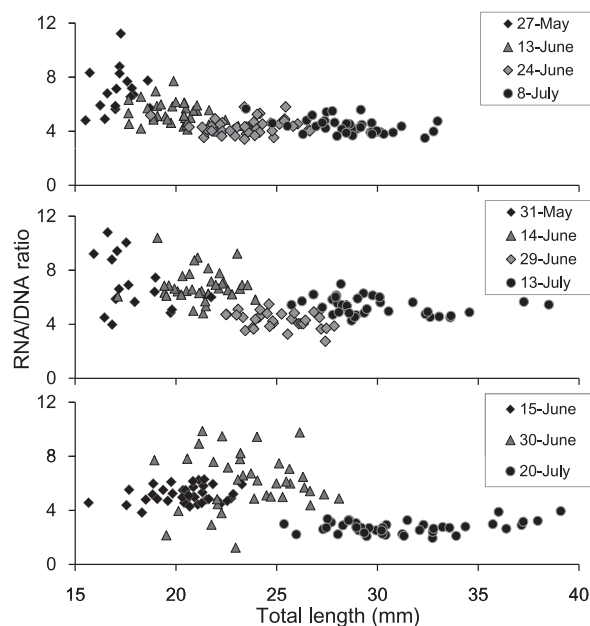 12
8
4
0
27-May
13-June
24-June
8-July
12
8
4
0
31-May
14-June
29-June
13-July
RNA/DNA ratio
12
8
4
0
15-June
30-June
20-July
15 20 25 30 35 40
Total length (mm)